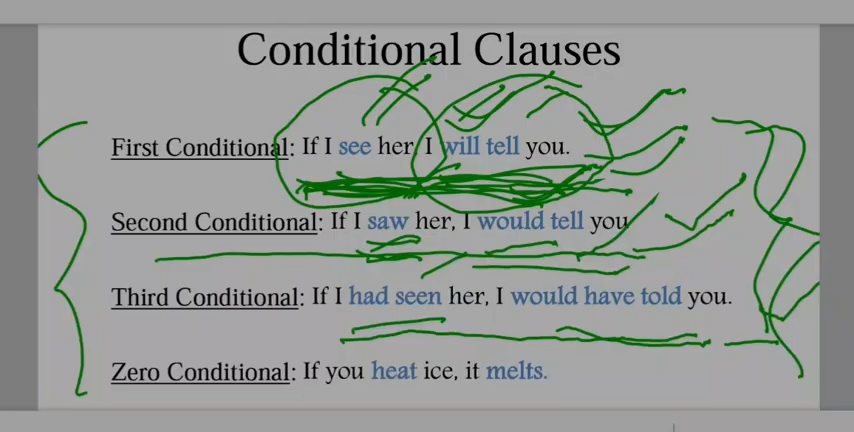 Conditional Clauses
First Conditional: If I see her, I will tell you.
Second Conditional: If I saw her, I would tell you
Third Conditional: If I had seen her, I would have told you.
Zero Conditional: If you heat ice, it melts.